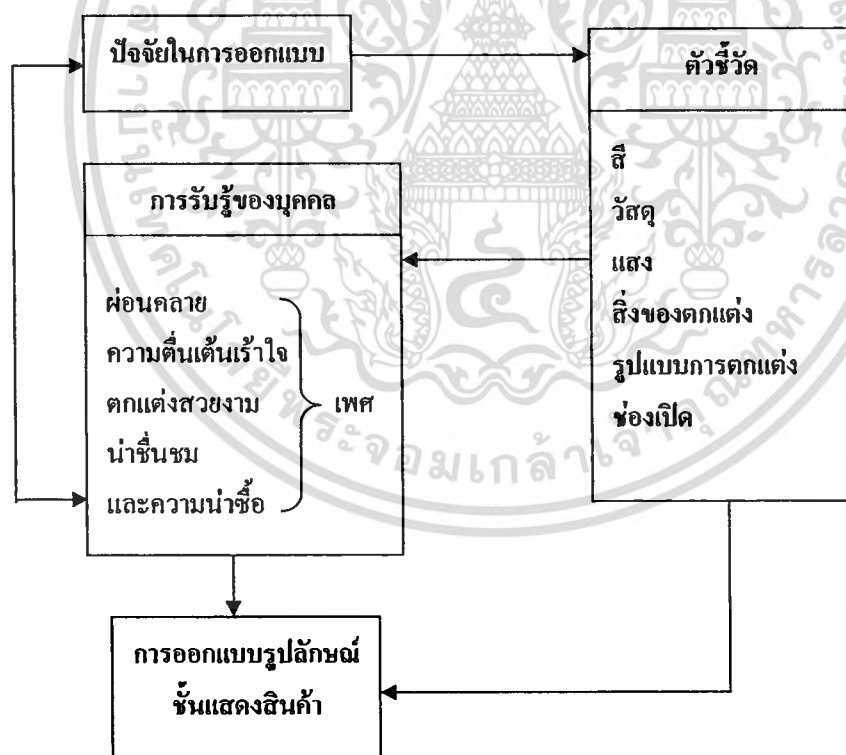 ปัจจัยในการออกแบบ
ตัวชี้วัด
สี
วัสดุ
แสง
สิ่งของตกแต่ง
รูปแบบการตกแต่ง
ช่องเปิด
การรับรู้ของบุคคล
ผ่อนคลาย
ความตื่นเต้นเร้าใจ
ตกแต่งสวยงาม
เพศ
น่าชื่นชม
และความน่าซื้อ
การออกแบบรูปลักษณ์
ชั้นแสดงสินค้า